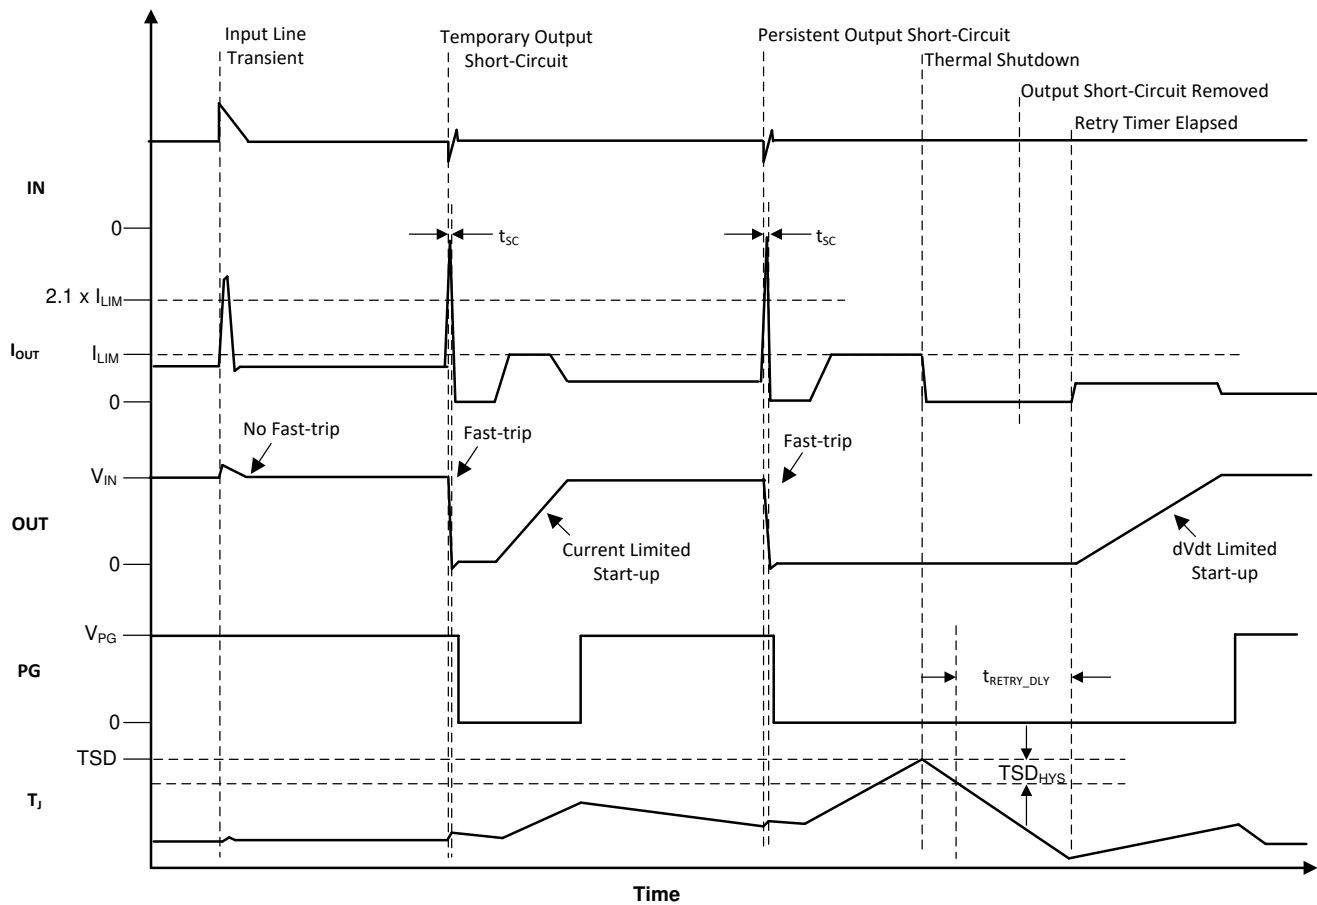 Input Line
Transient
Temporary Output
Short-Circuit
Persistent Output Short-Circuit
Thermal Shutdown
Output Short-Circuit Removed
Retry Timer Elapsed
IN
0
tSC
tSC
2.1 x ILIM
IOUT
ILIM
0
No Fast-trip
Fast-trip
Fast-trip
VIN
OUT
Current Limited
Start-up
dVdt Limited
Start-up
0
VPG
PG
tRETRY_DLY
0
TSD
TSDHYS
TJ
Time